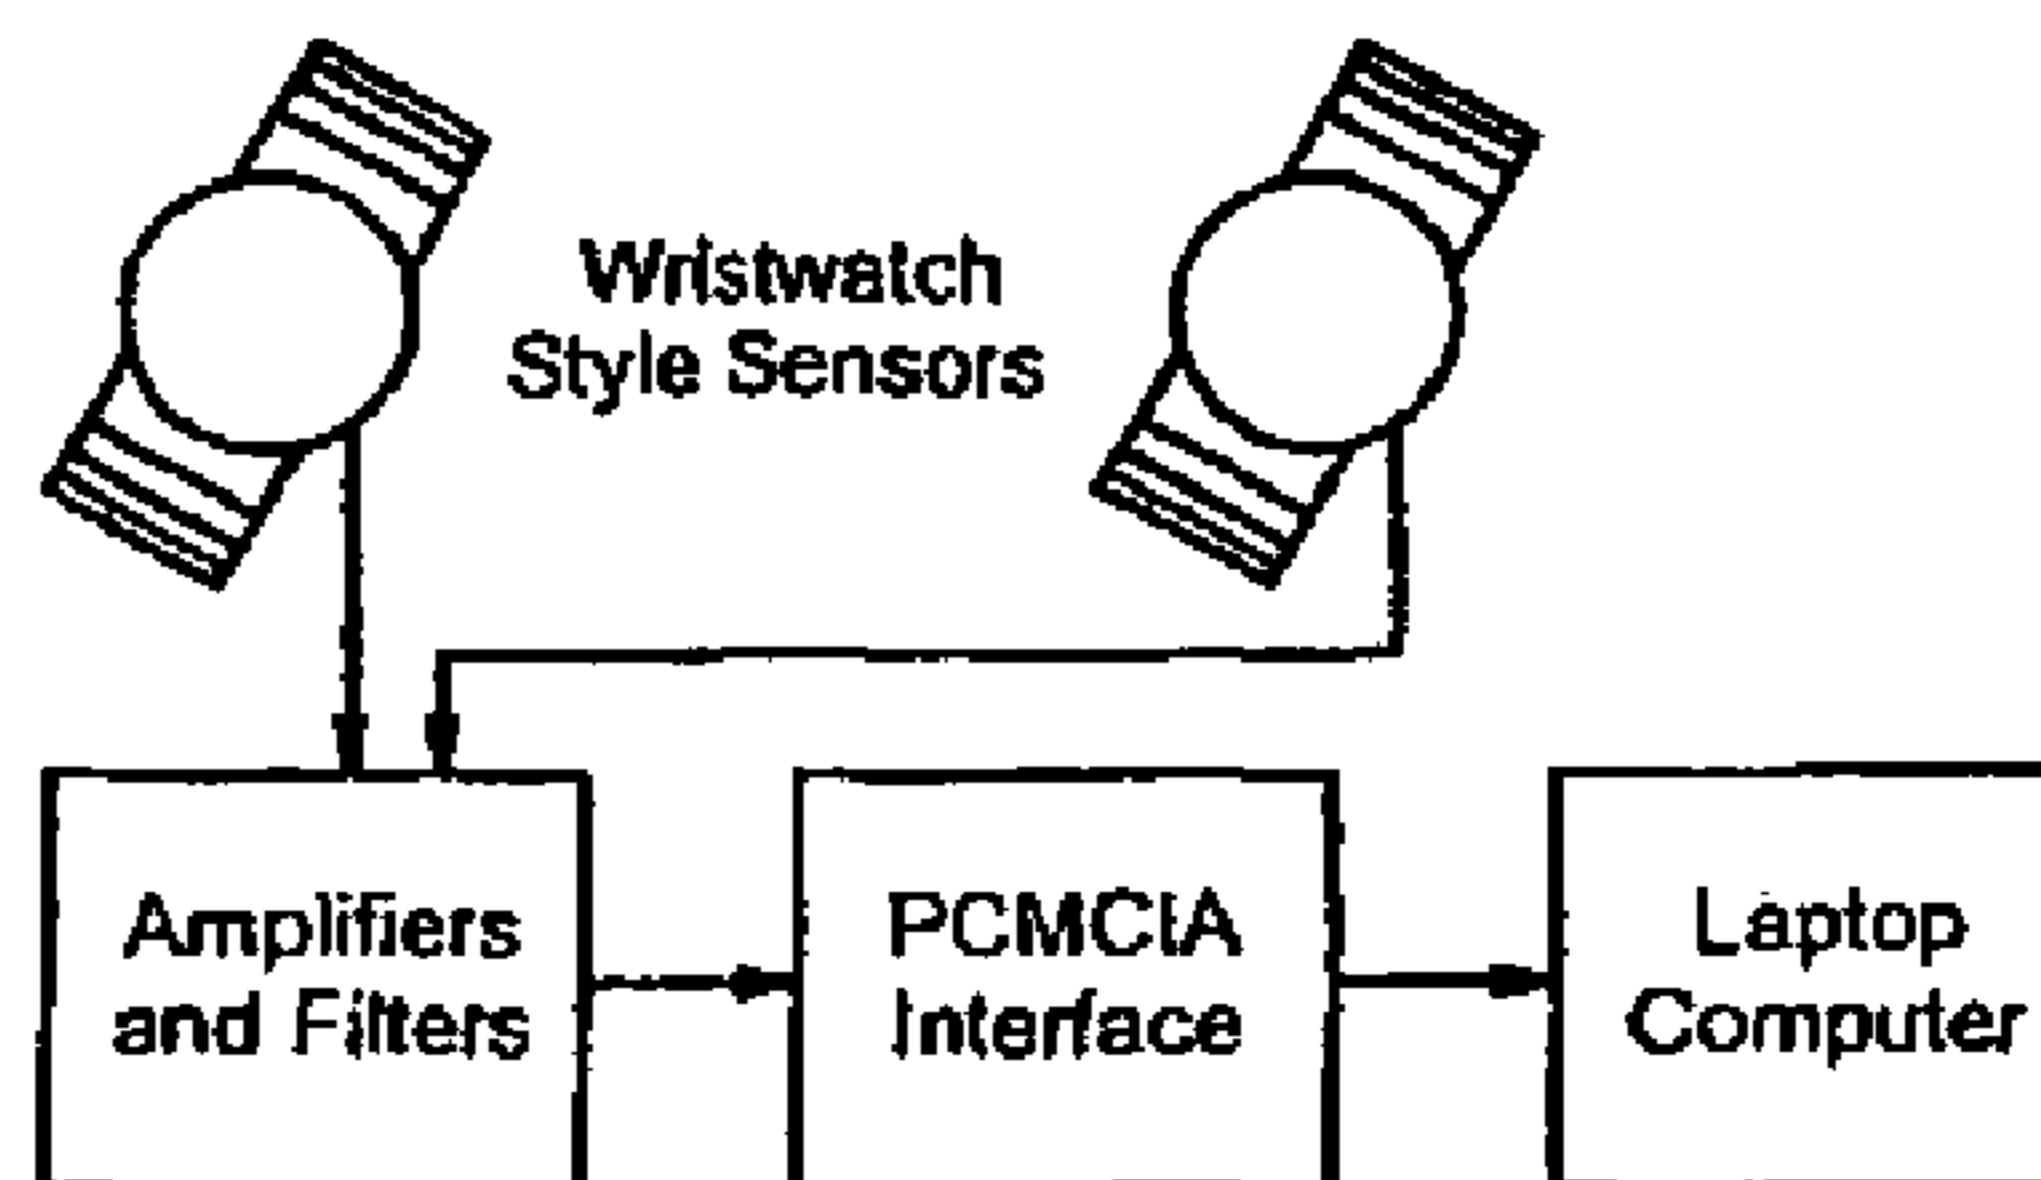 Wristwatch
Style Sensors
Amplifiers
and Filters
PCMCIA
Interface
Laptop
Computer